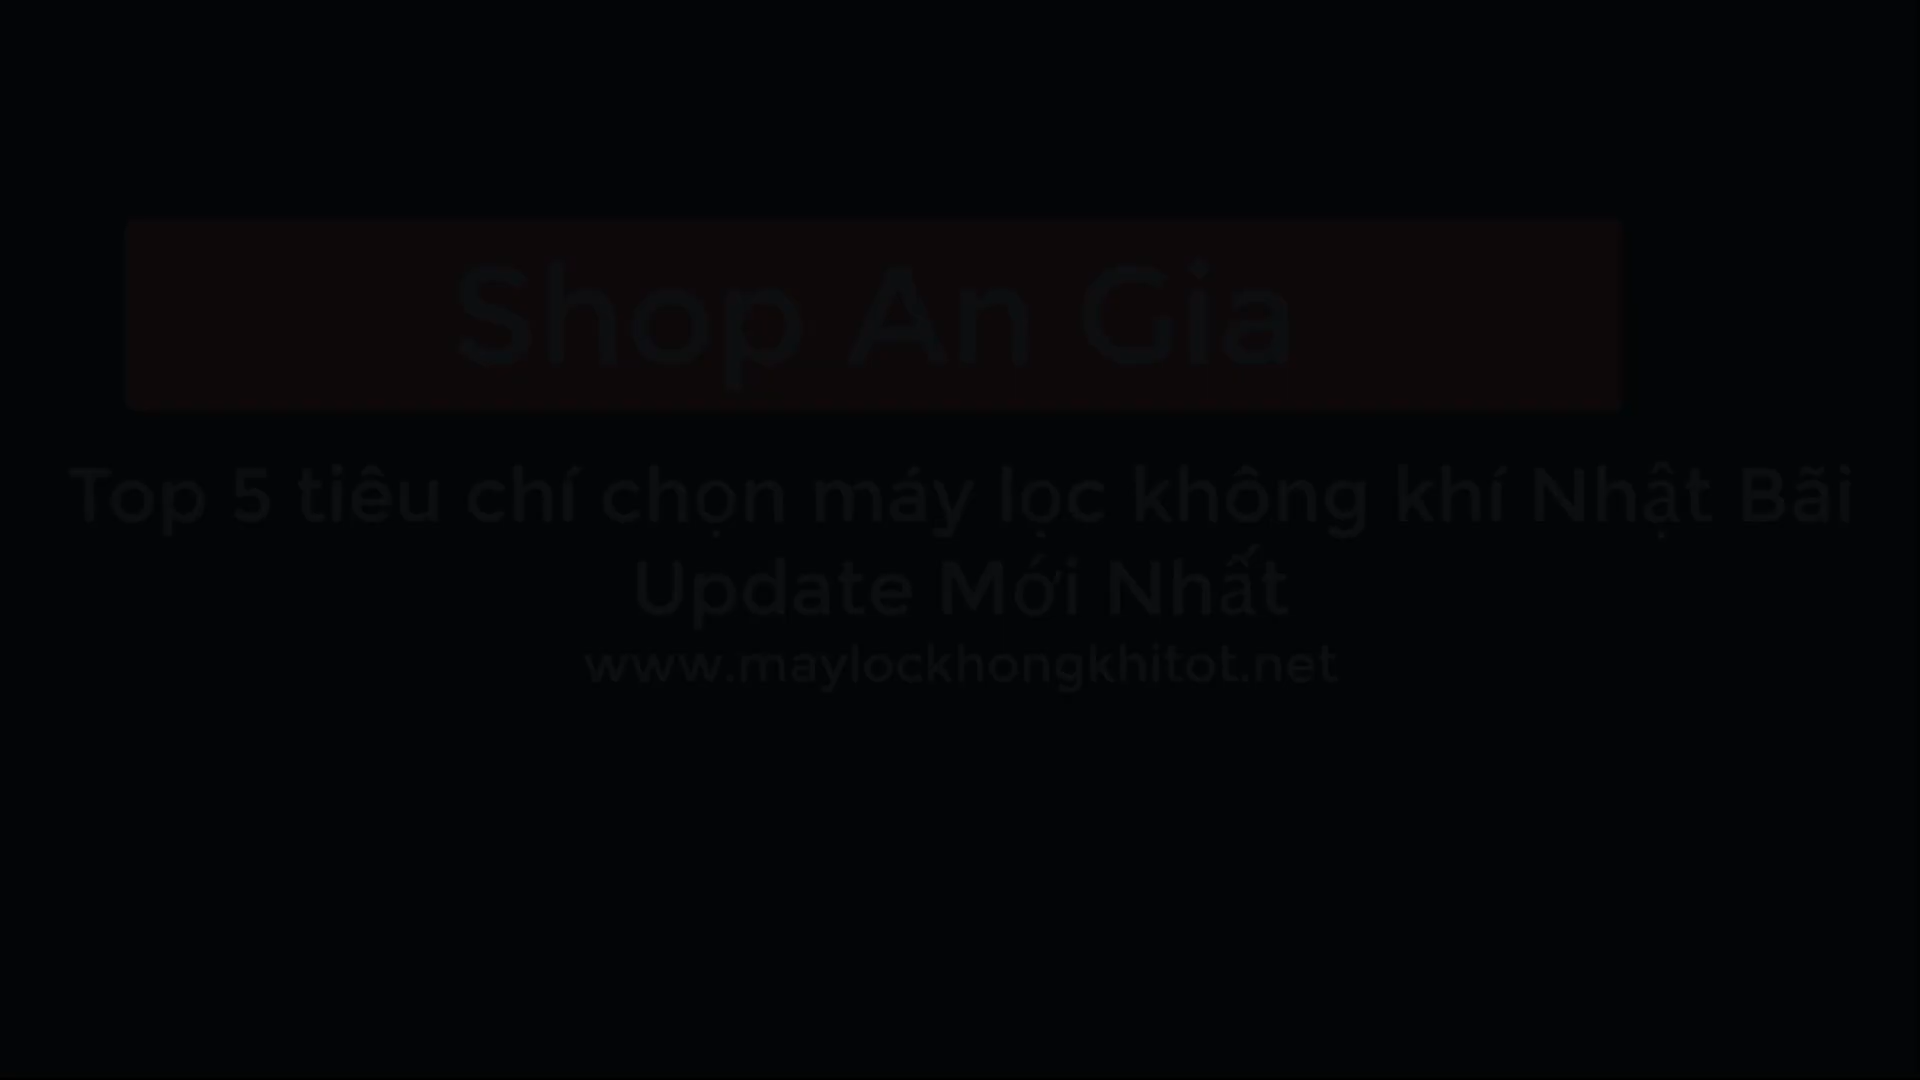 Shop An Gia
Top 5 tiêu chí chọn máy lọc không khí Nhật Bãi
Update Mới Nhất
www.maylockhongkhitot.net